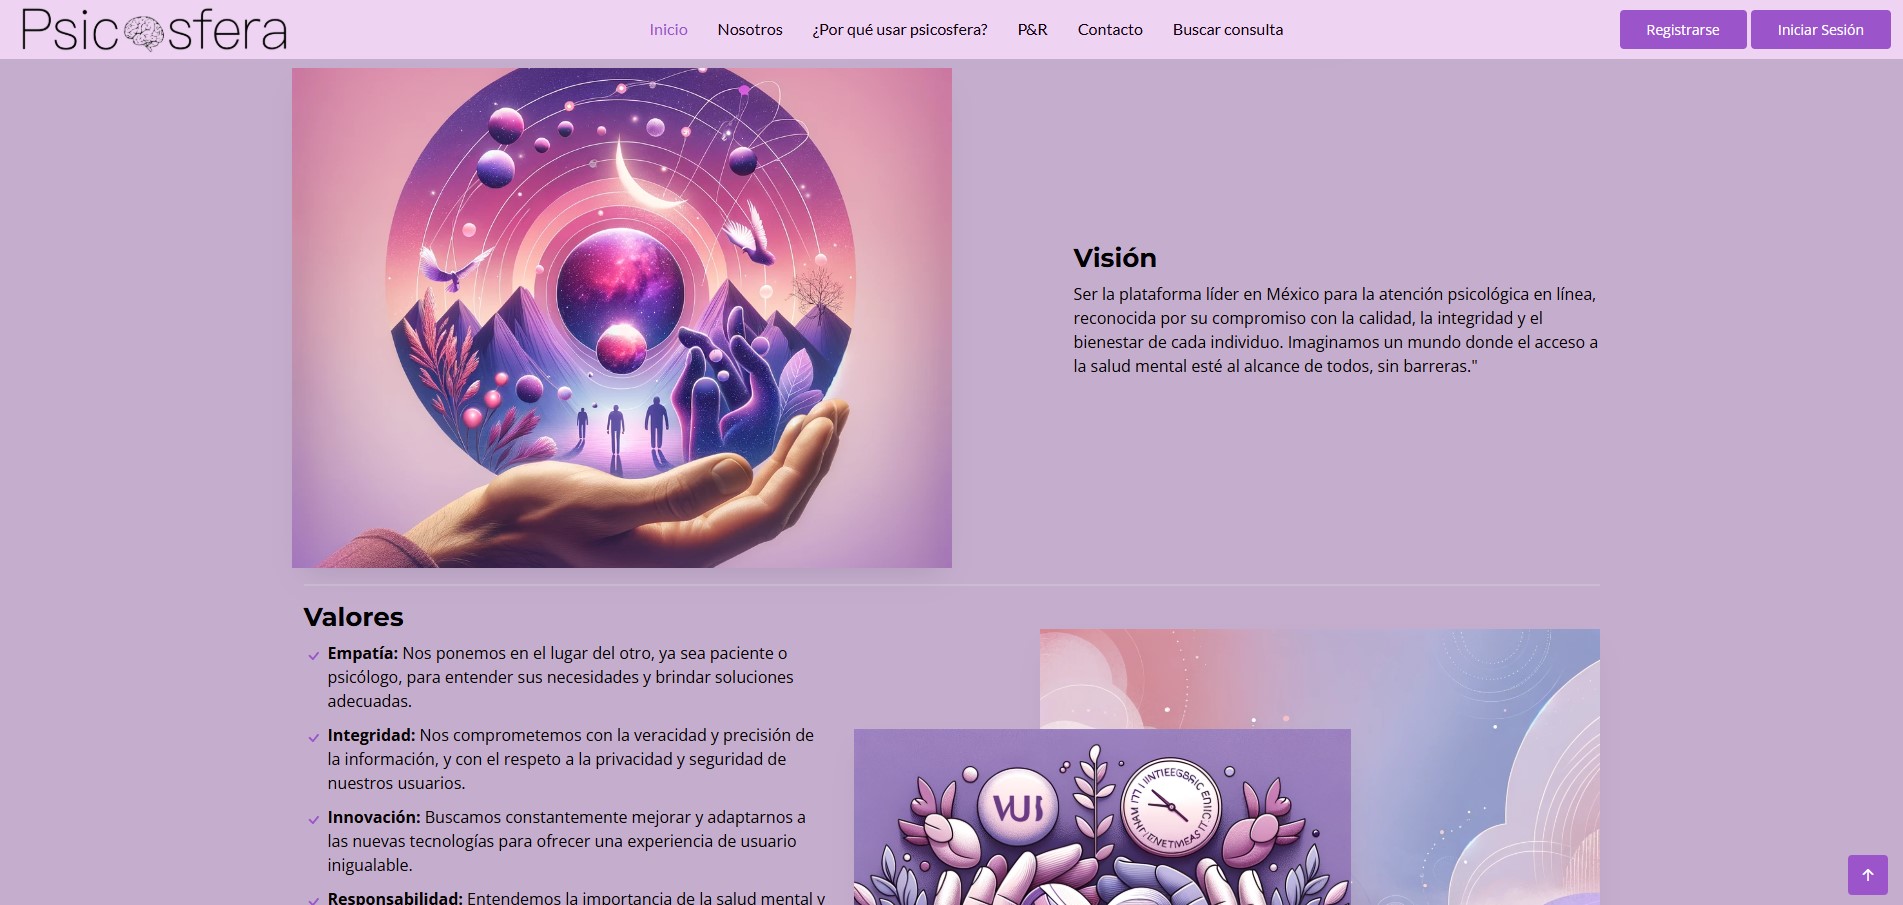 Psicosfera
Inicio
Nosotros
¿Por qué usar psicosfera?
P&R
Contacto
Buscar consulta
Registrarse
Iniciar Sesión
Visión
Ser la plataforma líder en México para la atención psicológica en línea,
reconocida por su compromiso con la calidad, la integridad y el
bienestar de cada individuo. Imaginamos un mundo donde el acceso a
la salud mental esté al alcance de todos, sin barreras."
Valores
Empatía: Nos ponemos en el lugar del otro, ya sea paciente o
psicólogo, para entender sus necesidades y brindar soluciones
adecuadas.
Integridad: Nos comprometemos con la veracidad y precisión de
la información, y con el respeto a la privacidad y seguridad de
nuestros usuarios.
Innovación: Buscamos constantemente mejorar y adaptarnos a
las nuevas tecnologías para ofrecer una experiencia de usuario
inigualable.
Responsabilidad: Entendemos la importancia de la salud mental y